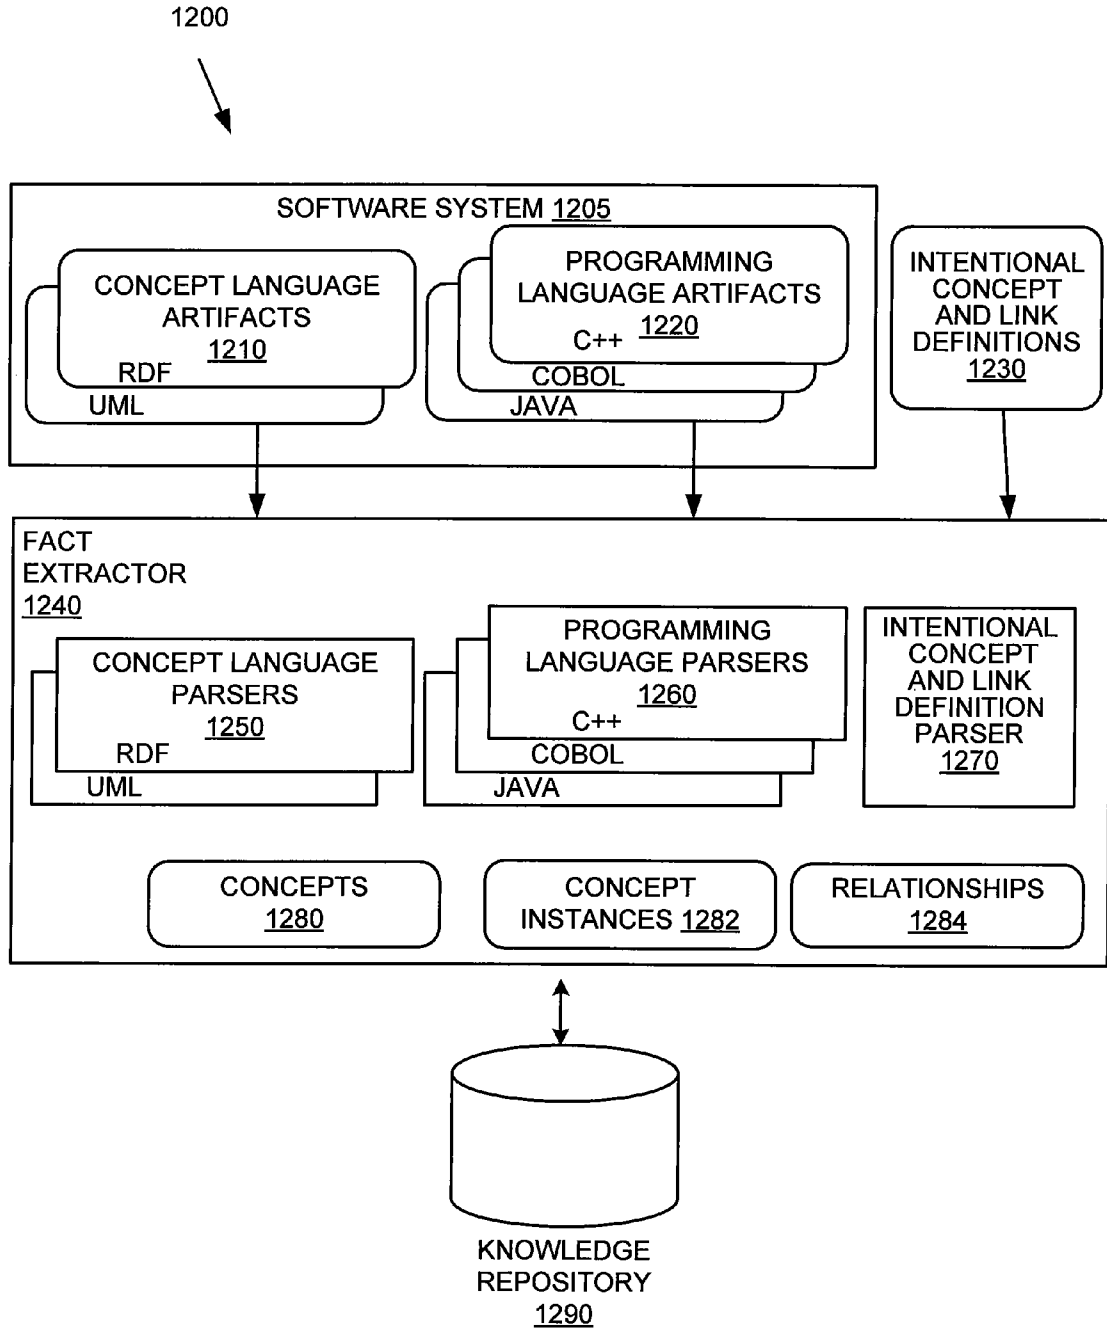 1200
SOFTWARE SYSTEM 1205
CONCEPT LANGUAGE
ARTIFACTS
1210
RDF
UML
PROGRAMMING
LANGUAGE ARTIFACTS
1220
C++
COBOL
JAVA
INTENTIONAL
CONCEPT
AND LINK
DEFINITIONS
1230
FACT
EXTRACTOR
1240
CONCEPT LANGUAGE
PARSERS
1250
RDF
UML
PROGRAMMING
LANGUAGE PARSERS
1260
C++
COBOL
JAVA
INTENTIONAL
CONCEPT
AND LINK
DEFINITION
PARSER
1270
CONCEPTS
1280
CONCEPT
INSTANCES 1282
RELATIONSHIPS
1284
KNOWLEDGE
REPOSITORY
1290